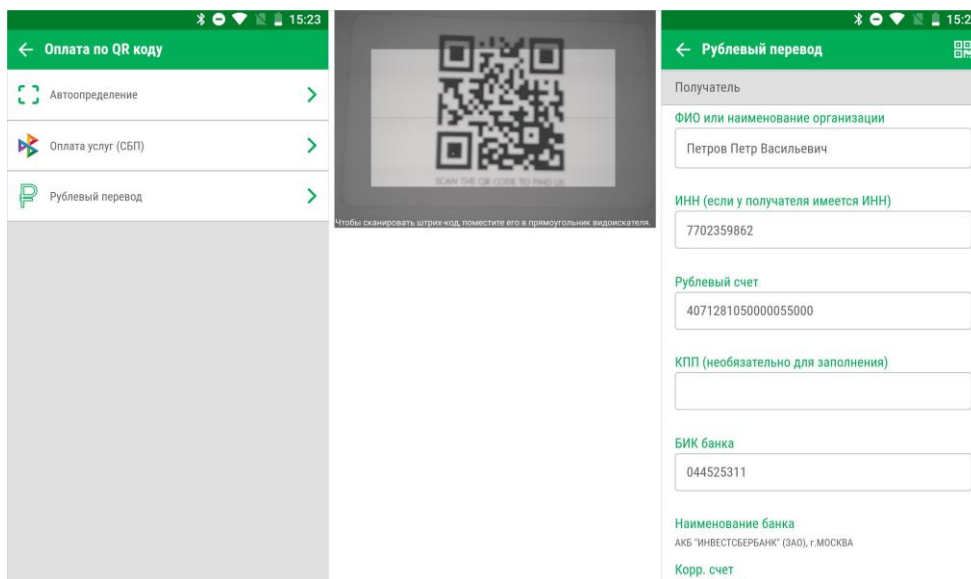 15:23
Оплата по QR коду
Автоопределение
Оплата услуг (СБП)
Рублевый перевод
SCAN THE QR CODE TO FIND US
Чтобы сканировать штрих-код, поместите его в прямоугольник видоискателя.
15:2
Рублевый перевод
Получатель
ФИО или наименование организации
Петров Петр Васильевич
ИНН (если у получателя имеется ИНН)
7702359862
Рублевый счет
4071281050000055000
КПП (необязательно для заполнения)
БИК банка
044525311
Наименование банка
АКБ "ИНВЕСТСБЕРБАНК" (ЗАО), г.МОСКВА
Корр. счет